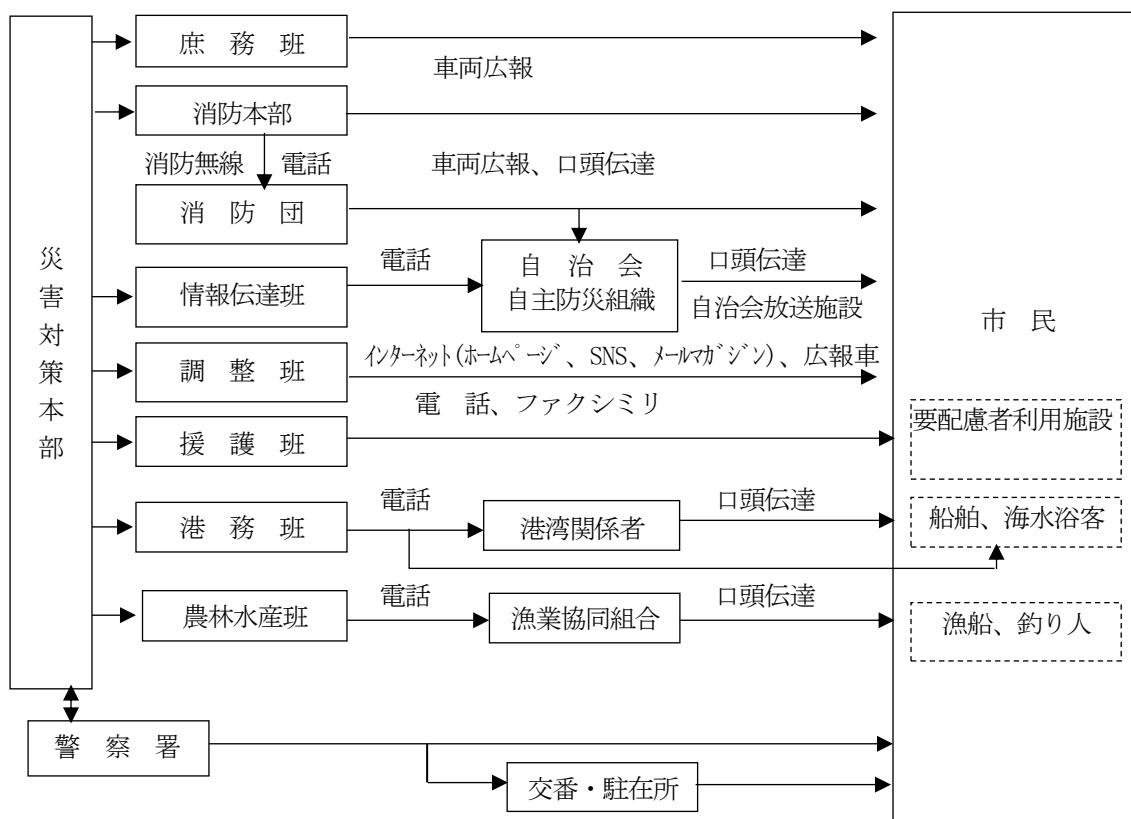 庶　務　班
車両広報
消防本部
消防無線　電話
車両広報、口頭伝達
消　防　団
災害対策本部
電話
自　治　会
自主防災組織
口頭伝達
情報伝達班
自治会放送施設
市　民
インターネット(ホームページ、SNS、メールマガジン)、広報車
調　整　班
電　話、ファクシミリ
援　護　班
要配慮者利用施設
電話
口頭伝達
港　務　班
港湾関係者
船舶、海水浴客
電話
口頭伝達
農林水産班
漁業協同組合
漁船、釣り人
警　察　署
交番・駐在所